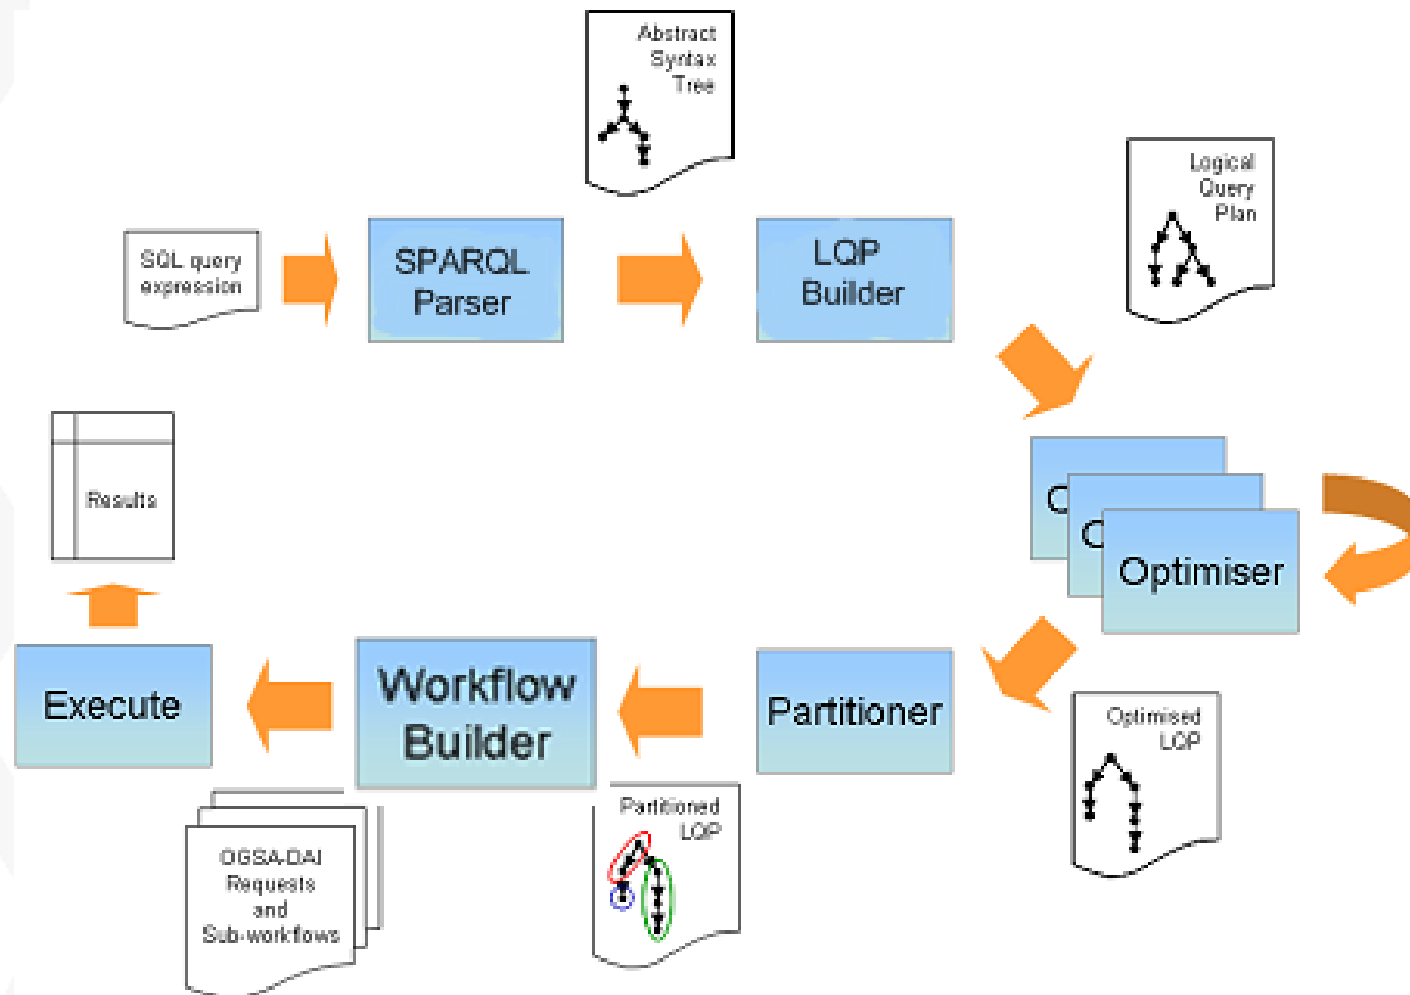 Abstract
Syntax
Tree
Logical
Query
Plan
SQL query
expression
SPARQL
Parser
LQP
Builder
Results
O
O
Optimiser
Execute
Workflow
Builder
Partitioner
Optimised
LQP
Partitioned
LQP
OGSA-DAI
Requests
and
Sub-workflows